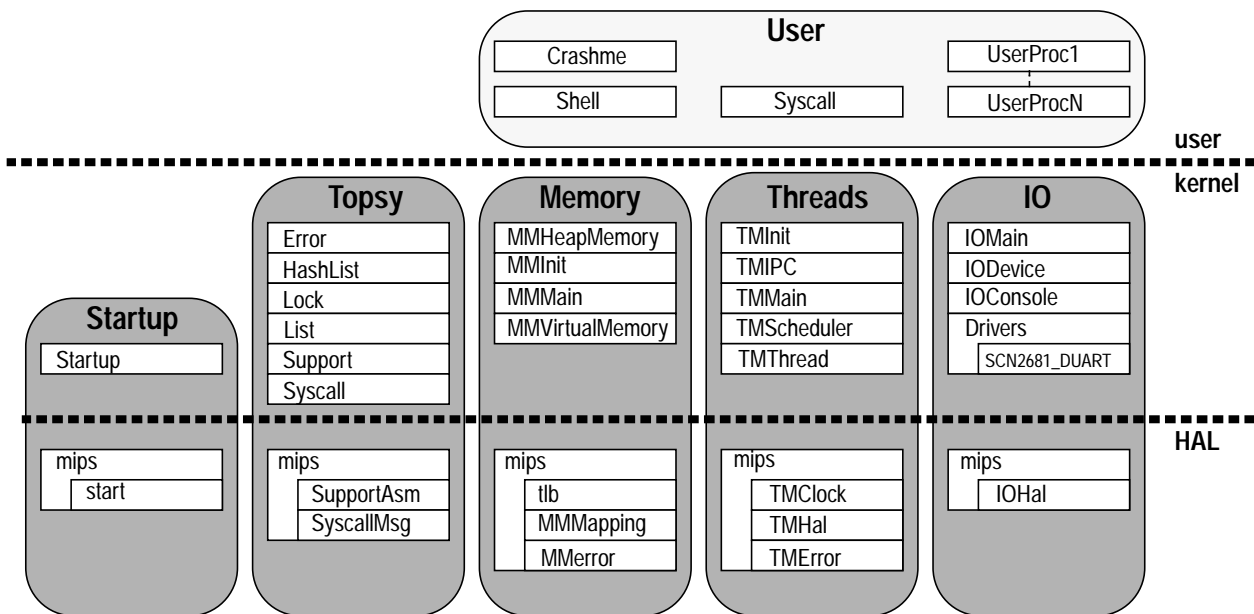 User
Crashme
UserProc1
Shell
Syscall
UserProcN
user
kernel
Startup
Startup
mips
start
Topsy
Error
HashList
Lock
List
Support
Syscall
mips
SupportAsm
SyscallMsg
Memory
MMHeapMemory
MMInit
MMMain
MMVirtualMemory
mips
tlb
MMMapping
MMerror
Threads
TMInit
TMIPC
TMMain
TMScheduler
TMThread
mips
TMClock
TMHal
TMError
IO
IOMain
IODevice
IOConsole
Drivers
SCN2681_DUART
HAL
mips
IOHal